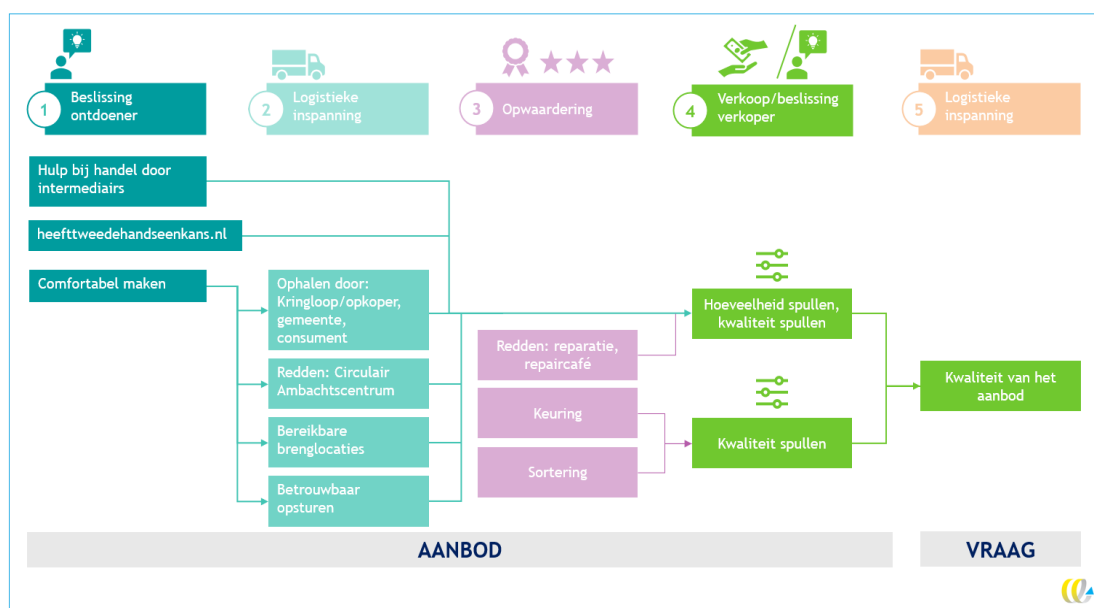 1
Beslissing
ontdoener
2
Logistieke
inspanning
3
Opwaardering
4
Verkoop/beslissing
verkoper
5
Logistieke
inspanning
Hulp bij handel door
intermediairs
heefttweedehandseenkans.nl
Comfortabel maken
Ophalen door:
Kringloop/opkoper,
gemeente,
consument
Redden: Circulair
Ambachtscentrum
Bereikbare
brenglocaties
Betrouwbaar
opsturen
Redden: reparatie,
repaircafé
Keuring
Sortering
Hoeveelheid spullen,
kwaliteit spullen
Kwaliteit spullen
Kwaliteit van het
aanbod
AANBOD
VRAAG